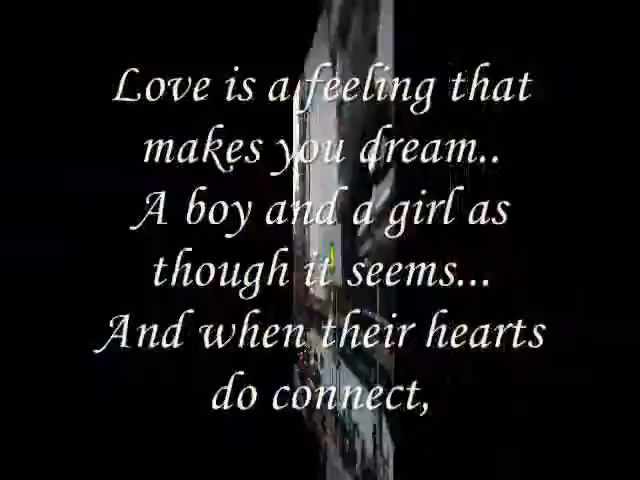 Love is a feeling that
makes you dream..
A boy and a girl as
though it seems...
And when their hearts
do connect,